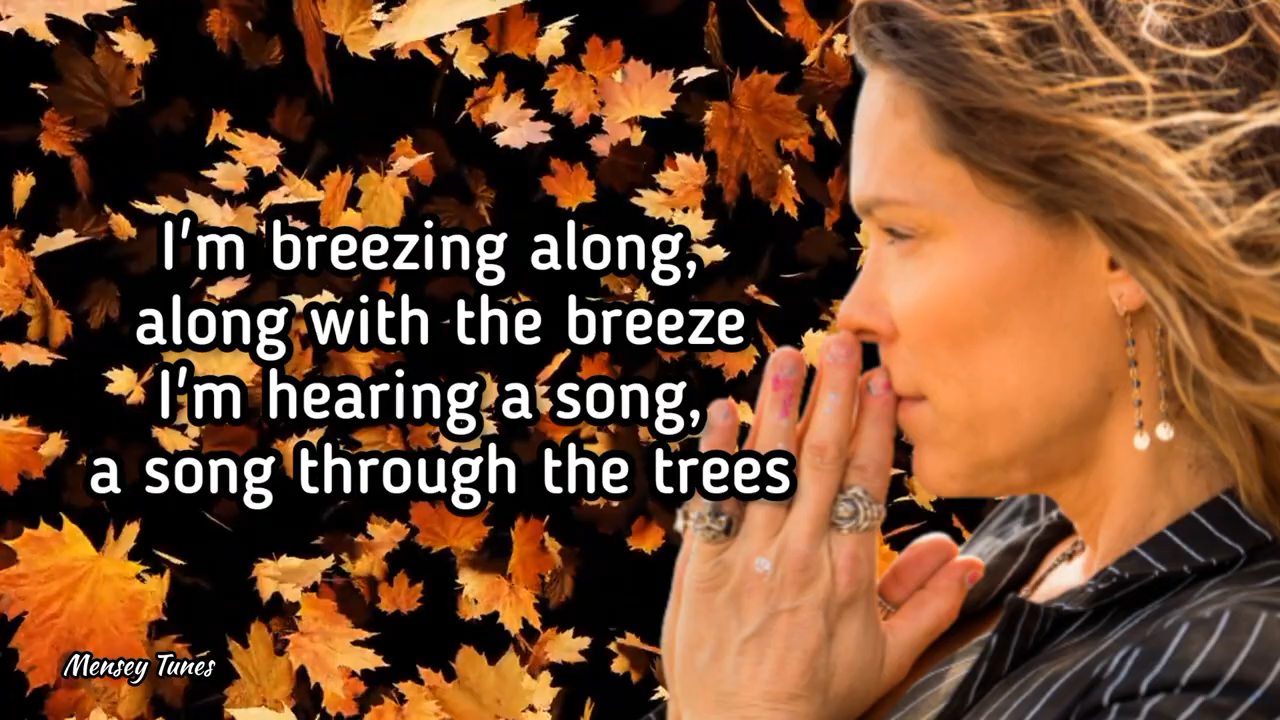 I'm breezing along,
along with the breeze
I'm hearing a song,
a song through the trees
Mensey Tunes